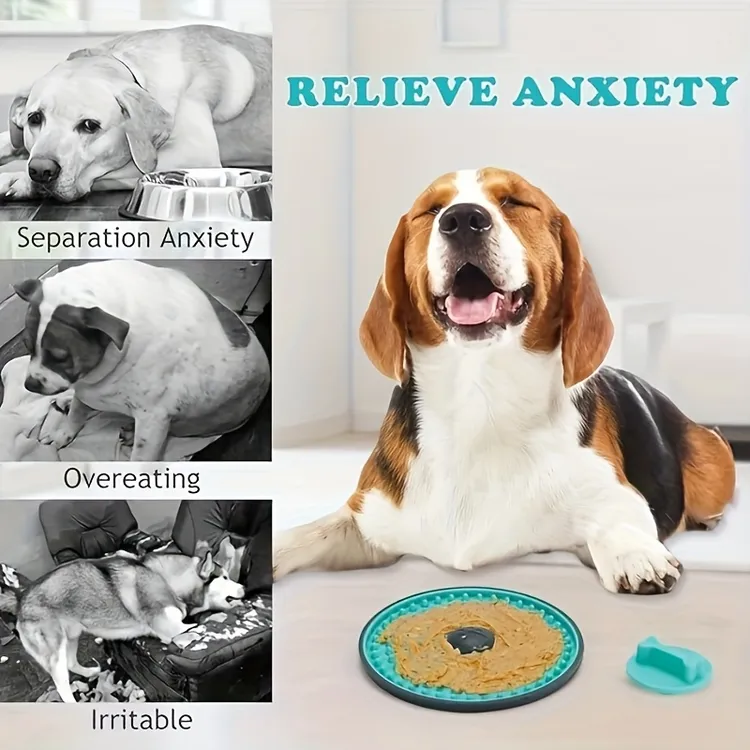 RELIEVE ANXIETY
Separation Anxiety
Overeating
Irritable